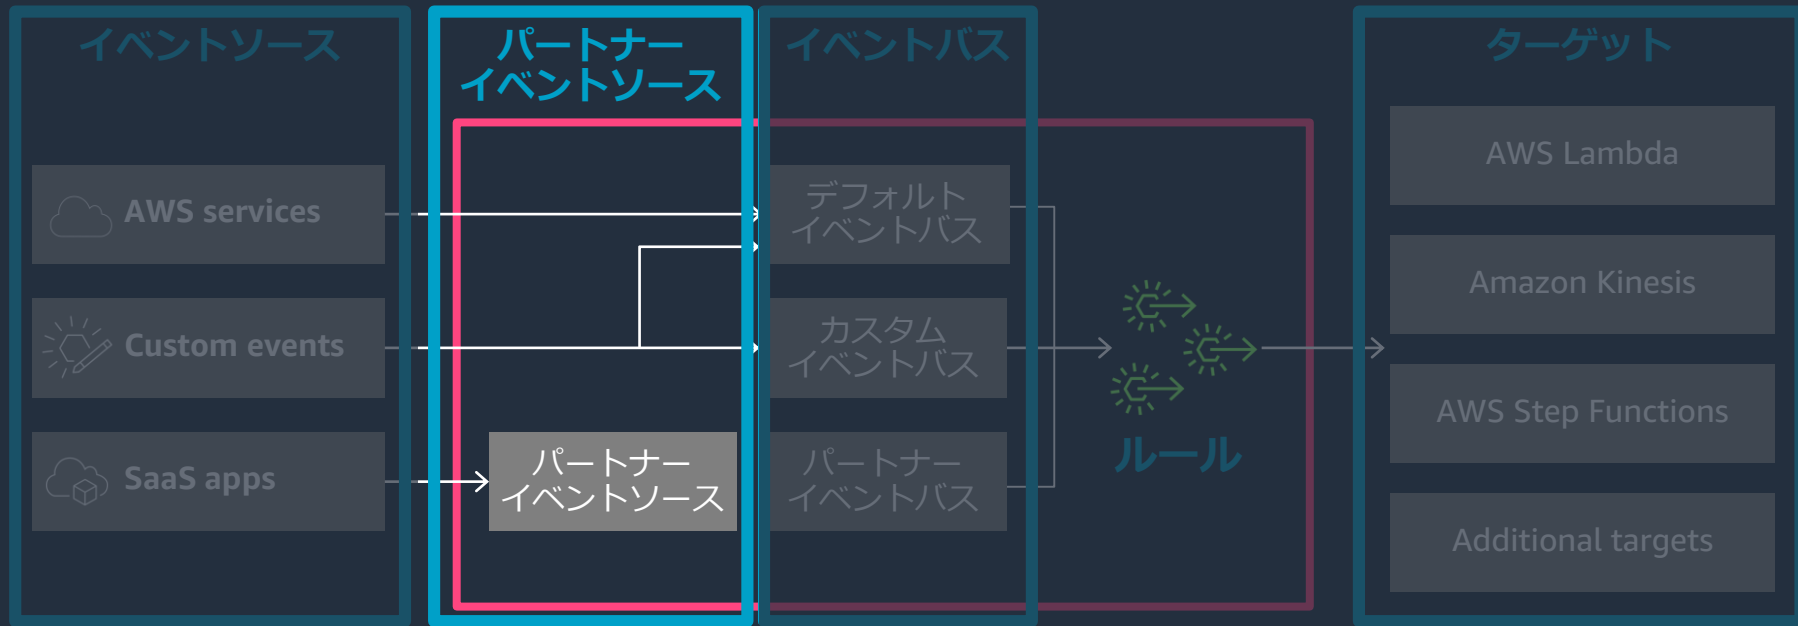 イベントソース
AWS services
Custom events
SaaS apps
パートナー
イベントソース
パートナー
イベントソース
イベントバス
デフォルト
イベントバス
カスタム
イベントバス
パートナー
イベントバス
ルール
ターゲット
AWS Lambda
Amazon Kinesis
AWS Step Functions
Additional targets